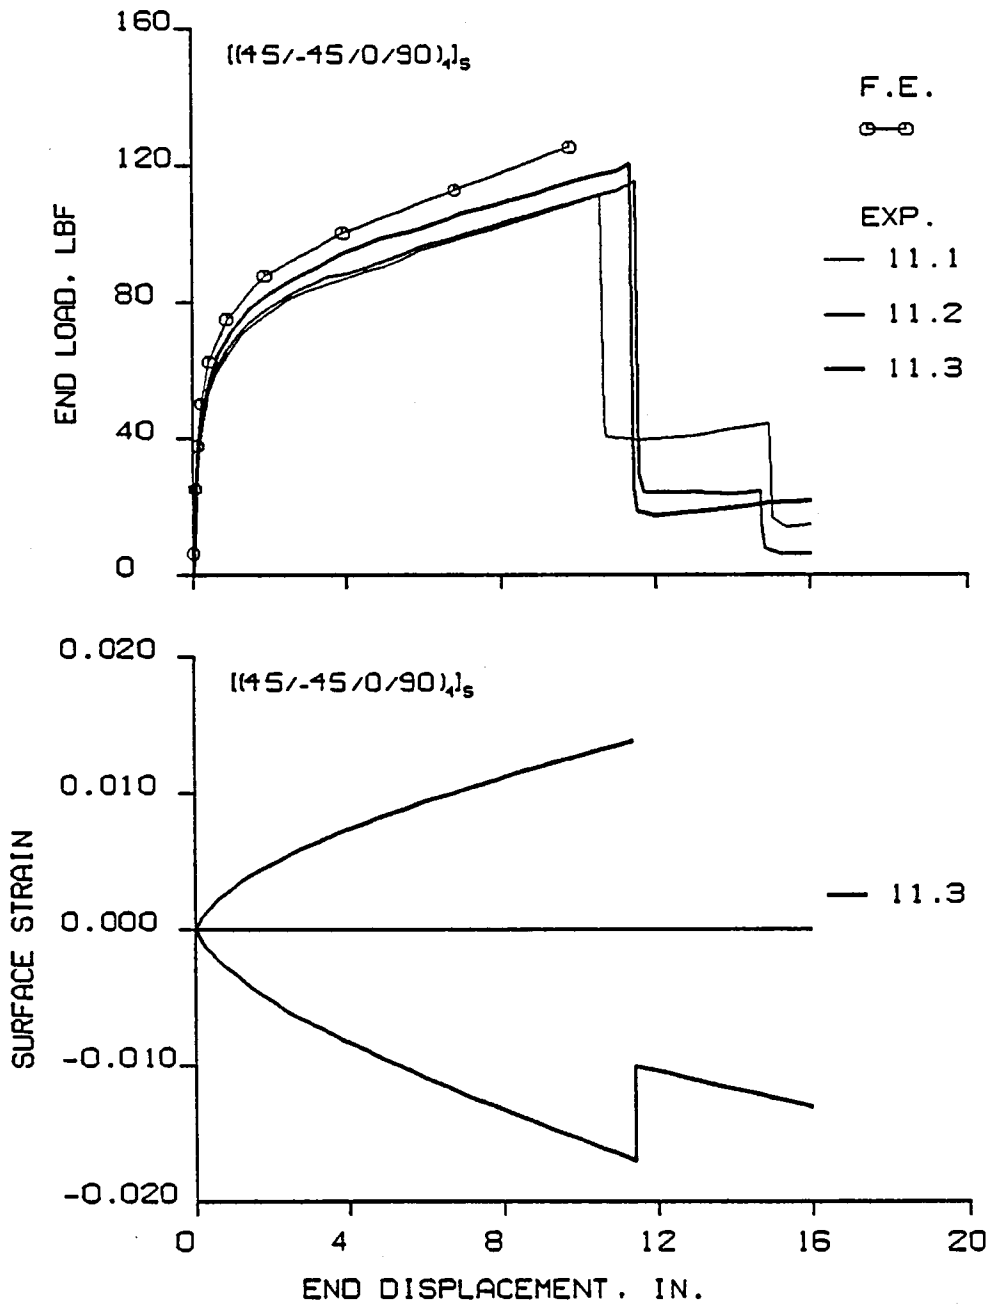 160
[(45/-45/0/90)₄]s
F.E.
120
END LOAD, LBF
EXP.
11.1
80
11.2
11.3
40
0
0.020
[(45/-45/0/90)₄]s
0.010
SURFACE STRAIN
11.3
0.000
-0.010
-0.020
0 4 8 12 16 20
END DISPLACEMENT, IN.